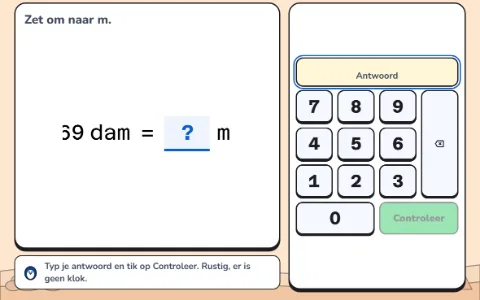 Zet om naar m.
dam = ? m
Typ je antwoord en tik op Controleer. Rustig, er is
geen klok.
Antwoord
7 8 9
4 5 6
1 2 3
0 Controleer